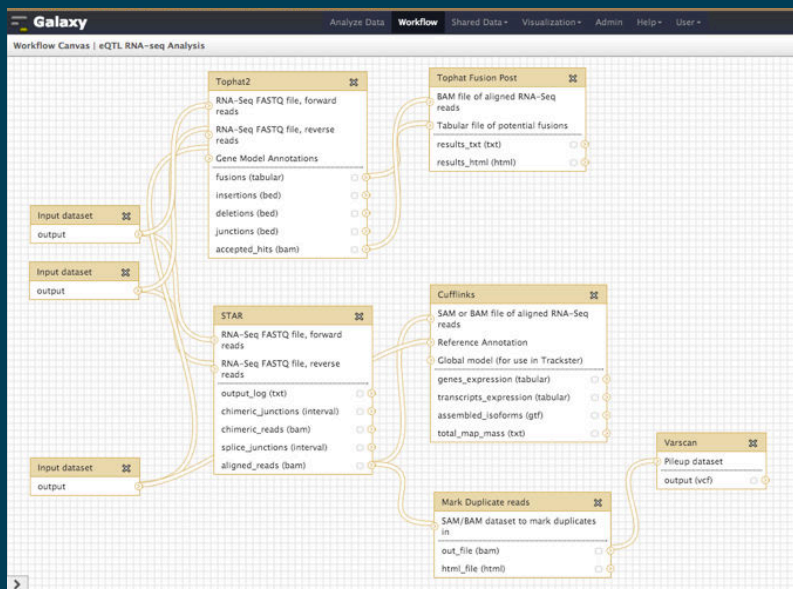 Galaxy
Analyze Data Workflow Shared Data Visualization Admin Help User
Workflow Canvas | eQTL RNA-seq Analysis
Tophat2
RNA-Seq FASTQ file, forward
reads
RNA-Seq FASTQ file, reverse
reads
Gene Model Annotations
fusions (tabular)
insertions (bed)
deletions (bed)
junctions (bed)
accepted_hits (bam)
Tophat Fusion Post
BAM file of aligned RNA-Seq
reads
Tabular file of potential fusions
results_txt (txt)
results_html (html)
Input dataset
output
Input dataset
output
STAR
RNA-Seq FASTQ file, forward
reads
RNA-Seq FASTQ file, reverse
reads
output_log (txt)
chimeric_junctions (interval)
chimeric_reads (bam)
splice_junctions (interval)
aligned_reads (bam)
Cufflinks
SAM or BAM file of aligned RNA-Seq
reads
Reference Annotation
Global model (for use in Trackster)
genes_expression (tabular)
transcripts_expression (tabular)
assembled_isoforms (gtf)
total_map_mass (txt)
Input dataset
output
Varscan
Pileup dataset
output (vcf)
Mark Duplicate reads
SAM/BAM dataset to mark duplicates
in
out_file (bam)
html_file (html)